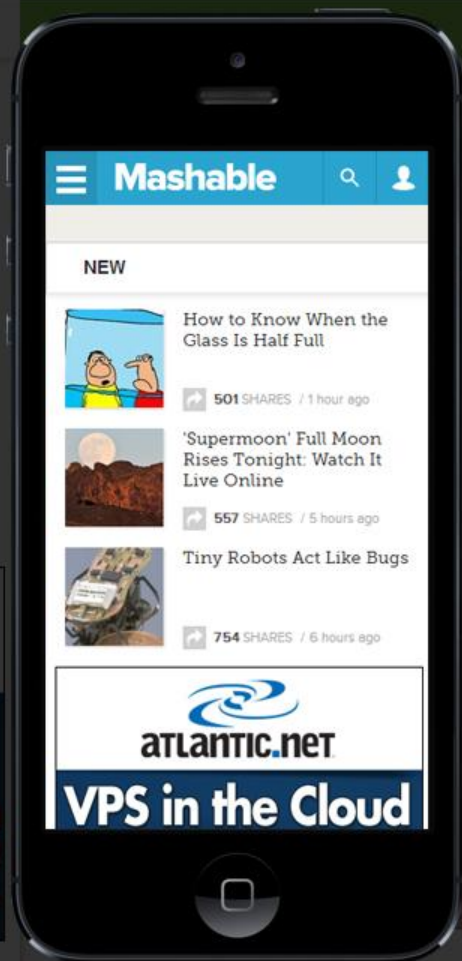 Mashable
NEW
How to Know When the
Glass Is Half Full
501 SHARES / 1 hour ago
'Supermoon' Full Moon
Rises Tonight: Watch It
Live Online
557 SHARES / 5 hours ago
Tiny Robots Act Like Bugs
754 SHARES / 6 hours ago
atlantic.net
VPS in the Cloud